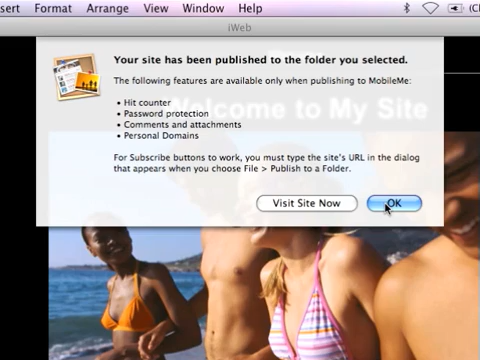 sert Format Arrange View Window Help
iWeb
Your site has been published to the folder you selected.
The following features are available only when publishing to MobileMe:
• Hit counter
• Password protection
• Comments and attachments
• Personal Domains
For Subscribe buttons to work, you must type the site's URL in the dialog
that appears when you choose File > Publish to a Folder.
Welcome to My Site
Visit Site Now OK